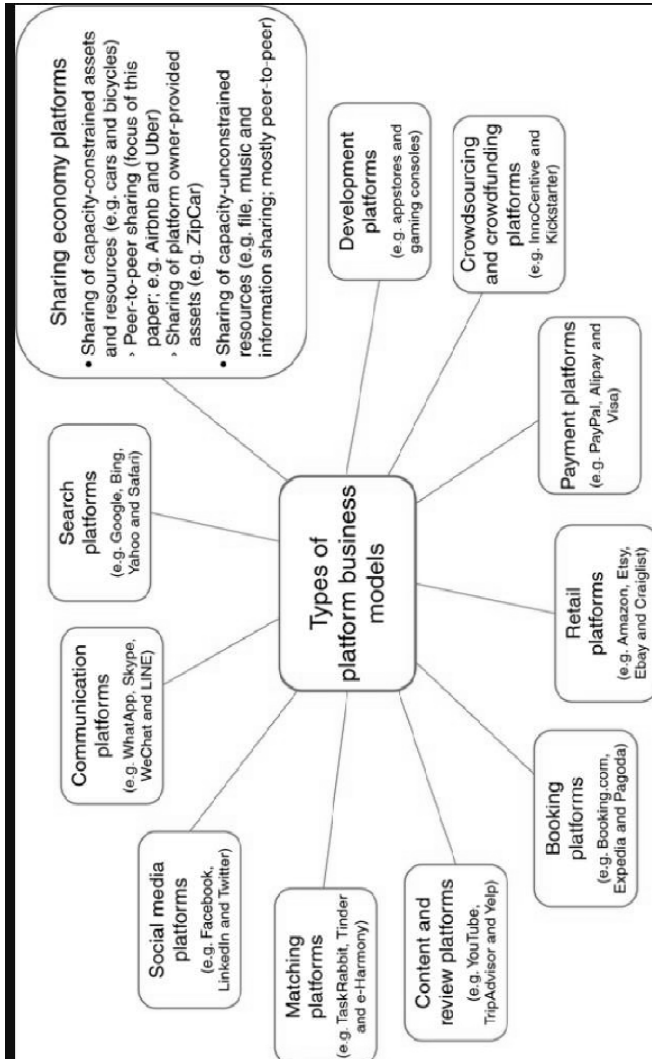 Types of
platform business
models
Search
platforms
(e.g. Google, Bing,
Yahoo and Safari)
Sharing economy platforms
• Sharing of capacity-constrained assets
and resources (e.g. cars and bicycles)
› Peer-to-peer sharing (focus of this
paper; e.g. Airbnb and Uber)
› Sharing of platform owner-provided
assets (e.g. ZipCar)
• Sharing of capacity-unconstrained
resources (e.g. file, music and
information sharing; mostly peer-to-peer)
Development
platforms
(e.g. appstores and
gaming consoles)
Crowdsourcing
and crowdfunding
platforms
(e.g. InnoCentive and
Kickstarter)
Payment platforms
(e.g. PayPal, Alipay and
Visa)
Retail
platforms
(e.g. Amazon, Etsy,
Ebay and Craiglist)
Booking
platforms
(e.g. Booking.com,
Expedia and Pagoda)
Content and
review platforms
(e.g. YouTube,
TripAdvisor and Yelp)
Matching
platforms
(e.g. TaskRabbit, Tinder
and e-Harmony)
Social media
platforms
(e.g. Facebook,
LinkedIn and Twitter)
Communication
platforms
(e.g. WhatApp, Skype,
WeChat and LINE)